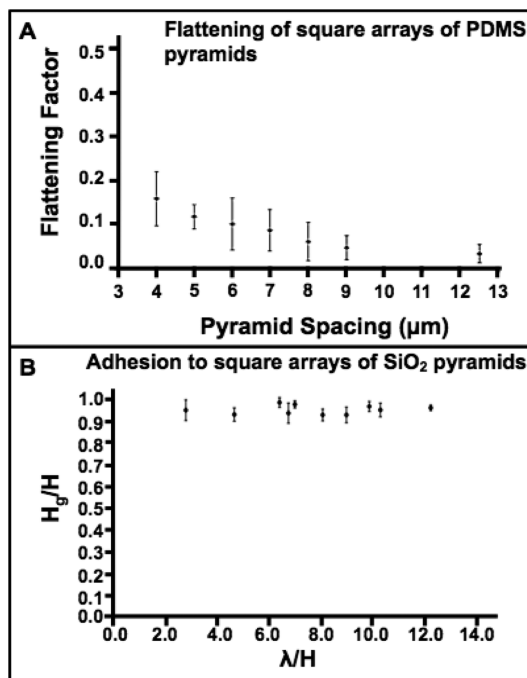 A
Flattening of square arrays of PDMS
pyramids
Flattening Factor
0.5
0.4
0.3
0.2
0.1
0.0
3 4 5 6 7 8 9 10 11 12 13
Pyramid Spacing (µm)
B
Adhesion to square arrays of SiO₂ pyramids
H_g/H
1.0
0.9
0.8
0.7
0.6
0.5
0.4
0.3
0.2
0.1
0.0
0.0 2.0 4.0 6.0 8.0 10.0 12.0 14.0
λ/H